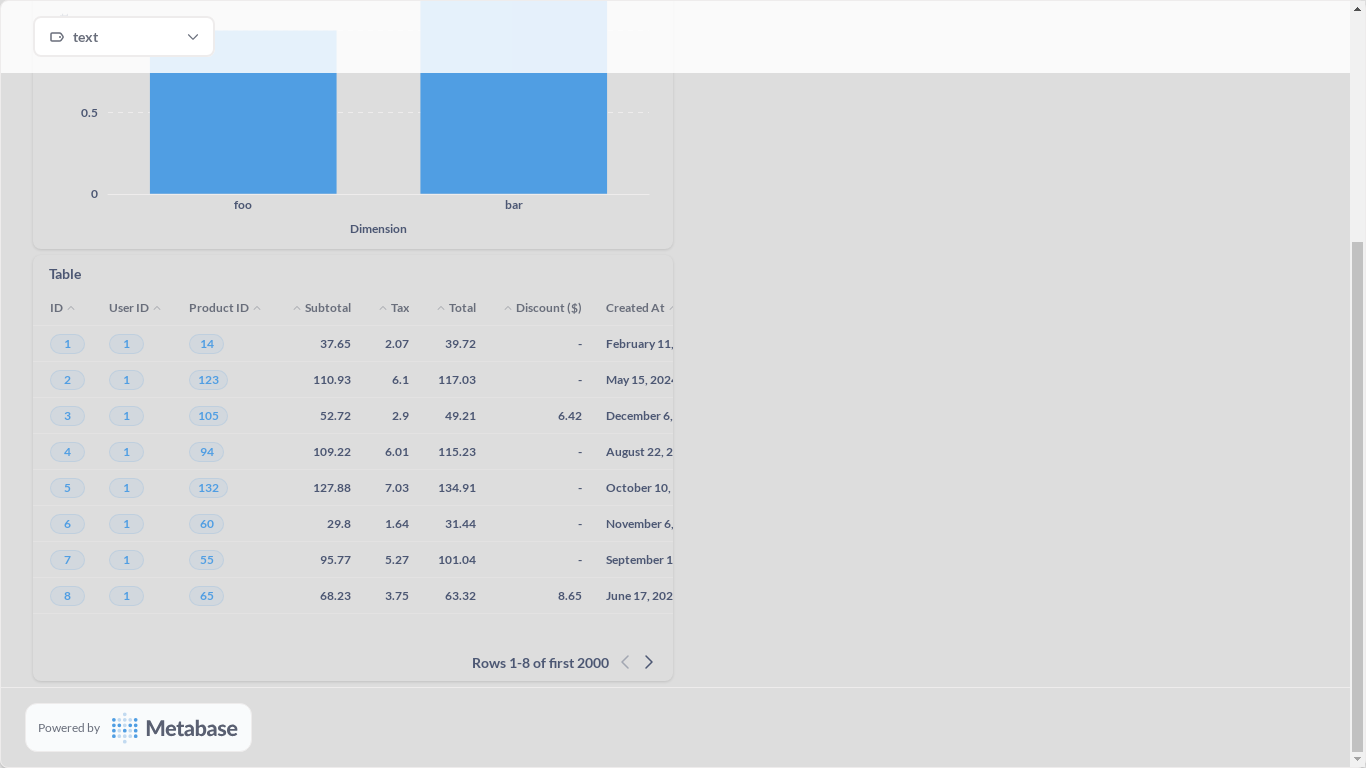 text
0.5
0
foo bar
Dimension
Table
ID User ID Product ID Subtotal Tax Total Discount ($) Created At
1 1 14 37.65 2.07 39.72 - February 11,
2 1 123 110.93 6.1 117.03 - May 15, 2024
3 1 105 52.72 2.9 49.21 6.42 December 6,
4 1 94 109.22 6.01 115.23 - August 22, 2
5 1 132 127.88 7.03 134.91 - October 10,
6 1 60 29.8 1.64 31.44 - November 6,
7 1 55 95.77 5.27 101.04 - September 1
8 1 65 68.23 3.75 63.32 8.65 June 17, 202
Rows 1-8 of first 2000
Powered by Metabase